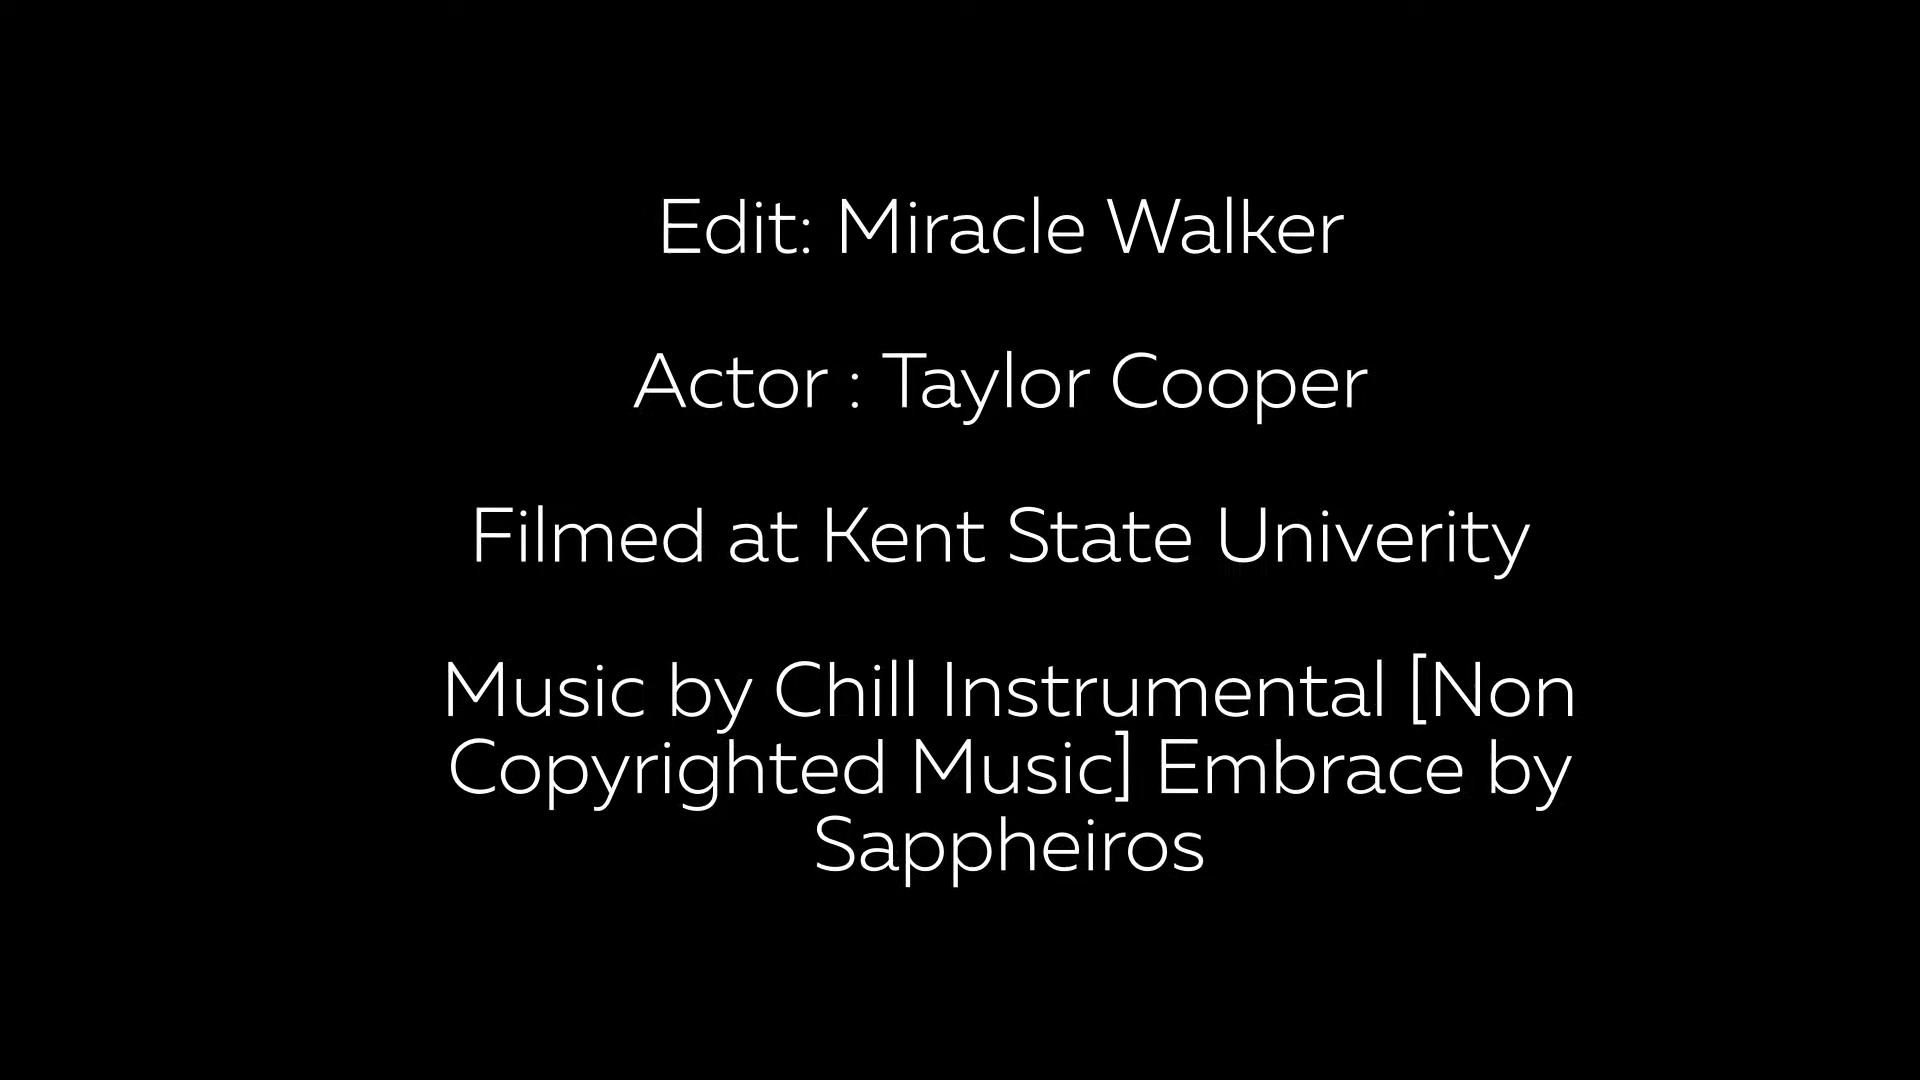 Edit: Miracle Walker
Actor : Taylor Cooper
Filmed at Kent State Univerity
Music by Chill Instrumental [Non
Copyrighted Music] Embrace by
Sappheiros